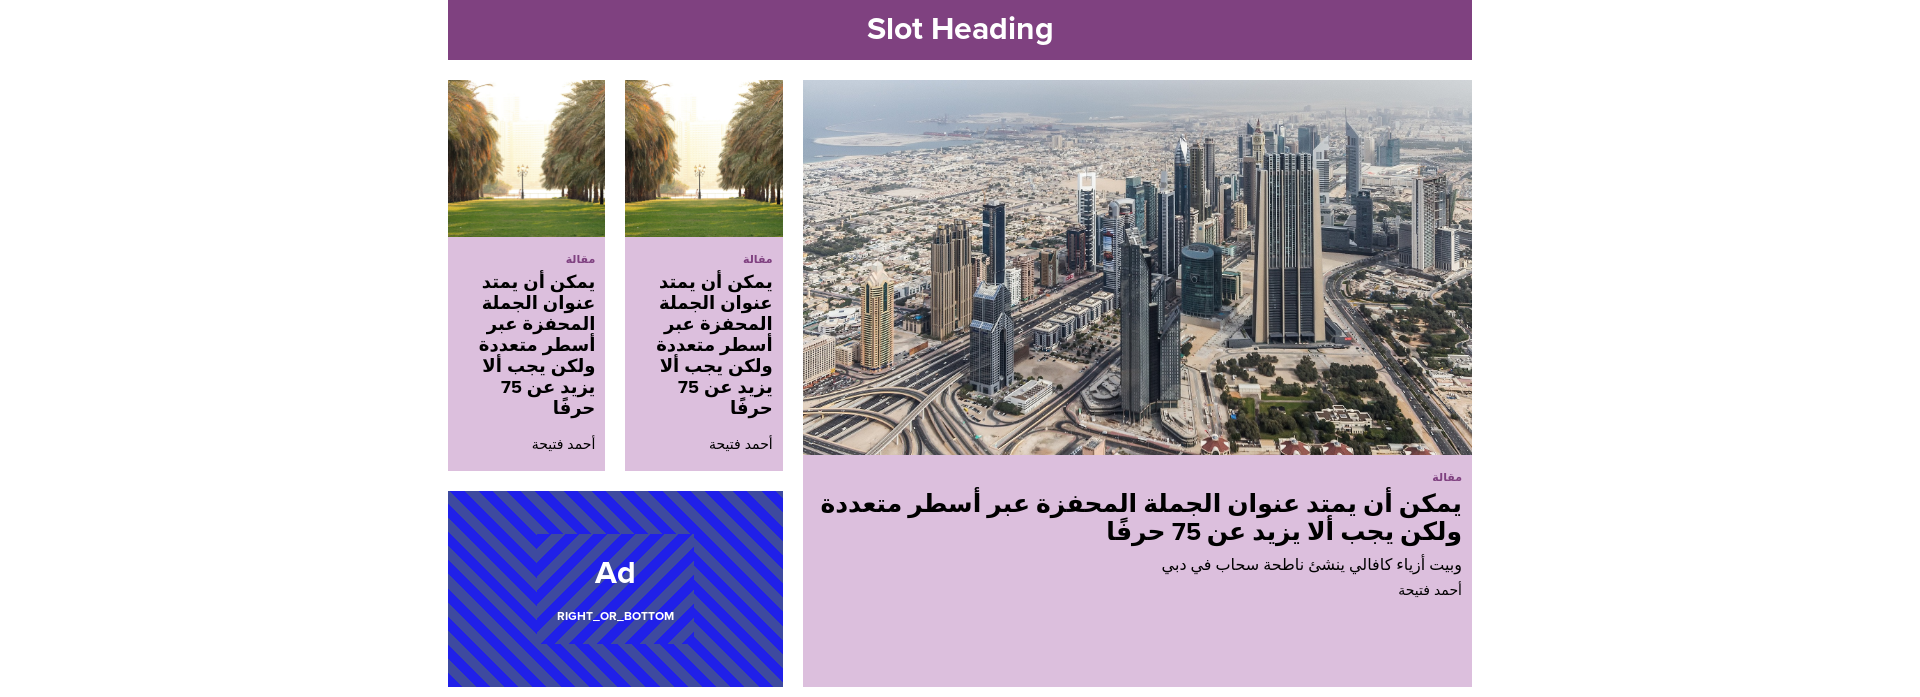 Slot Heading
مقالة
يمكن أن يمتد عنوان الجملة المحفزة عبر أسطر متعددة
ولكن يجب ألا يزيد عن 75 حرفًا
وبيت أزياء كافالي ينشئ ناطحة سحاب في دبي
أحمد فتيحة
مقالة
يمكن أن يمتد
عنوان الجملة
المحفزة عبر
أسطر متعددة
ولكن يجب ألا
يزيد عن 75
حرفًا
أحمد فتيحة
مقالة
يمكن أن يمتد
عنوان الجملة
المحفزة عبر
أسطر متعددة
ولكن يجب ألا
يزيد عن 75
حرفًا
أحمد فتيحة
Ad
RIGHT_OR_BOTTOM